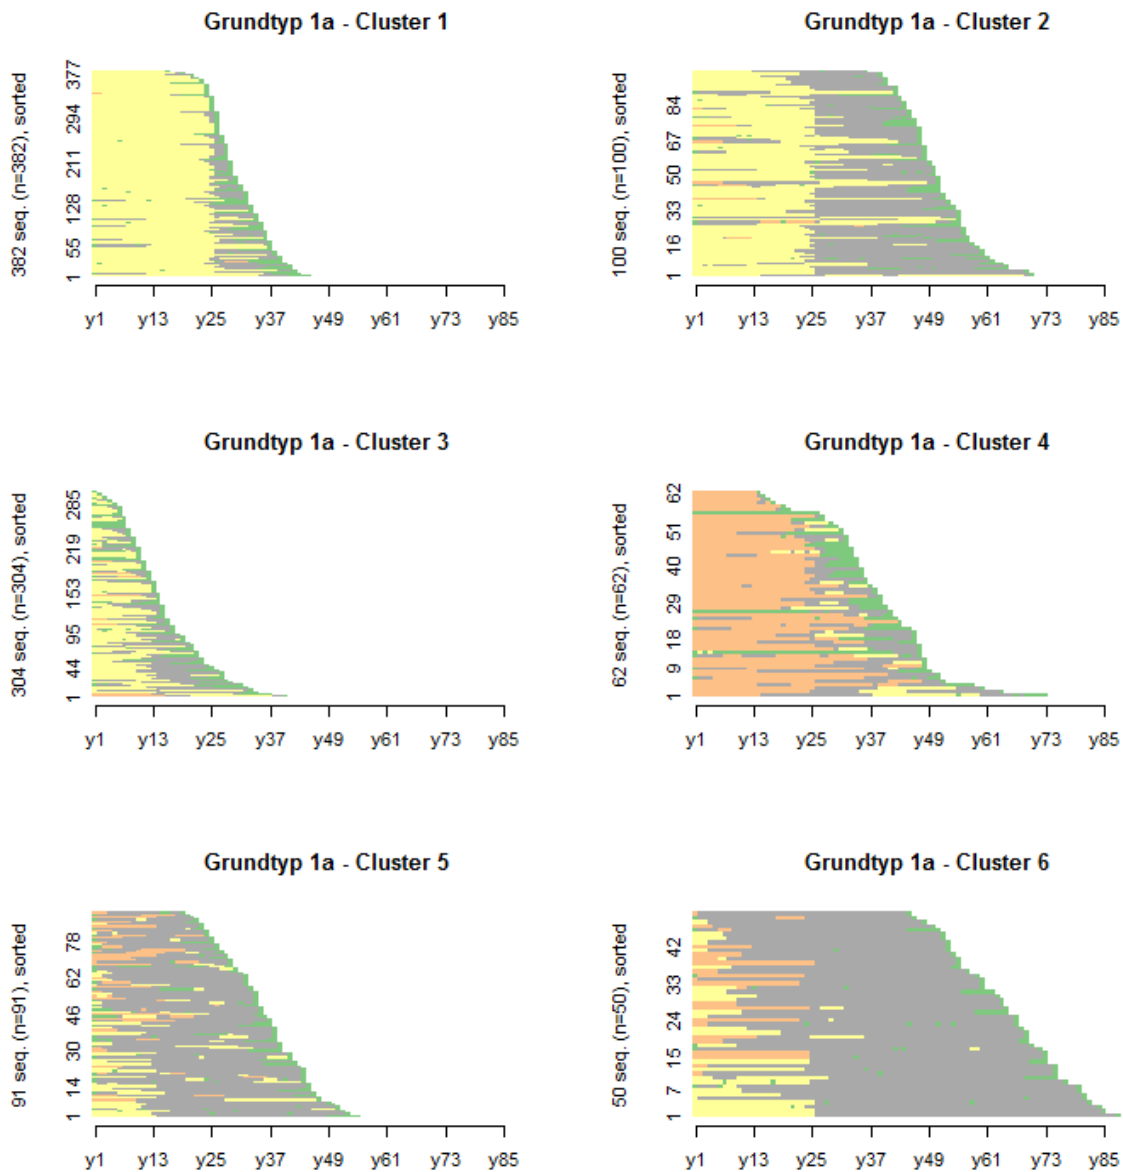 Grundtyp 1a - Cluster 1
382 seq. (n=382), sorted
377
294
211
128
55
1
y1 y13 y25 y37 y49 y61 y73 y85
Grundtyp 1a - Cluster 2
100 seq. (n=100), sorted
84
67
50
33
16
1
y1 y13 y25 y37 y49 y61 y73 y85
Grundtyp 1a - Cluster 3
304 seq. (n=304), sorted
285
219
153
95
44
1
y1 y13 y25 y37 y49 y61 y73 y85
Grundtyp 1a - Cluster 4
62 seq. (n=62), sorted
62
51
40
29
18
9
1
y1 y13 y25 y37 y49 y61 y73 y85
Grundtyp 1a - Cluster 5
91 seq. (n=91), sorted
78
62
46
30
14
1
y1 y13 y25 y37 y49 y61 y73 y85
Grundtyp 1a - Cluster 6
50 seq. (n=50), sorted
42
33
24
15
7
1
y1 y13 y25 y37 y49 y61 y73 y85